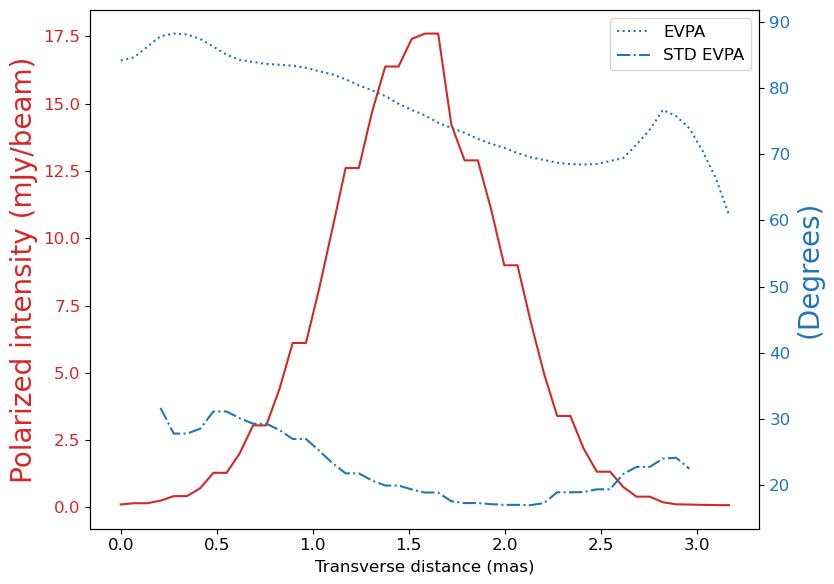 EVPA
STD EVPA
Polarized intensity (mJy/beam)
17.5
15.0
12.5
10.0
7.5
5.0
2.5
0.0
90
80
70
60
50
40
30
20
(Degrees)
0.0 0.5 1.0 1.5 2.0 2.5 3.0
Transverse distance (mas)